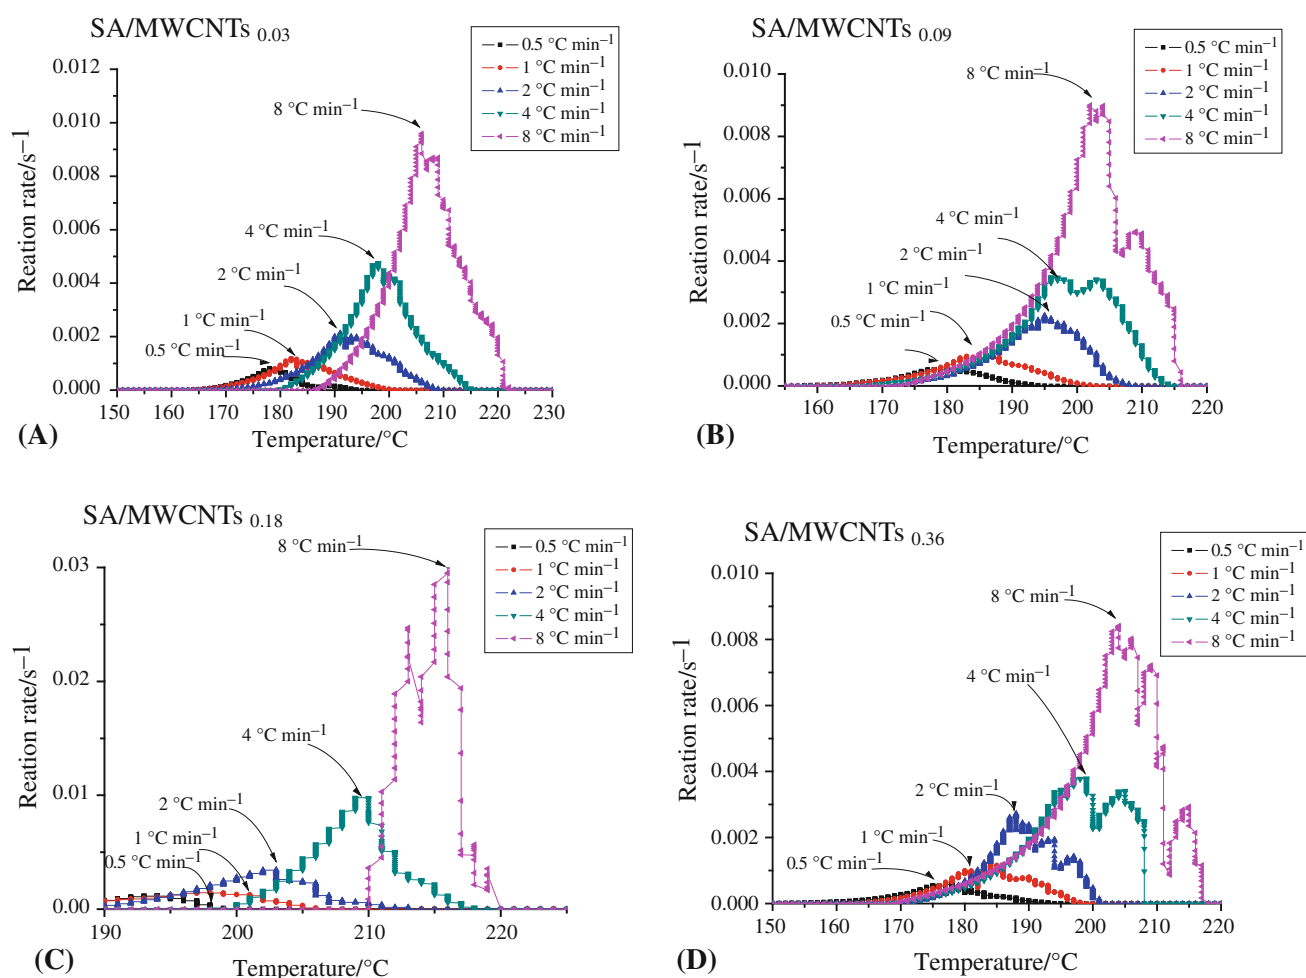 SA/MWCNTs 0.03
0.5 °C min⁻¹
1 °C min⁻¹
2 °C min⁻¹
4 °C min⁻¹
8 °C min⁻¹
0.012
0.010
0.008
0.006
0.004
0.002
0.000
Reation rate/s⁻¹
8 °C min⁻¹
4 °C min⁻¹
2 °C min⁻¹
1 °C min⁻¹
0.5 °C min⁻¹
150 160 170 180 190 200 210 220 230
Temperature/°C
(A)
SA/MWCNTs 0.09
0.5 °C min⁻¹
1 °C min⁻¹
2 °C min⁻¹
4 °C min⁻¹
8 °C min⁻¹
0.010
0.008
0.006
0.004
0.002
0.000
Reation rate/s⁻¹
8 °C min⁻¹
4 °C min⁻¹
2 °C min⁻¹
1 °C min⁻¹
0.5 °C min⁻¹
160 170 180 190 200 210 220
Temperature/°C
(B)
SA/MWCNTs 0.18
0.5 °C min⁻¹
1 °C min⁻¹
2 °C min⁻¹
4 °C min⁻¹
8 °C min⁻¹
0.03
0.02
0.01
0.00
Reation rate/s⁻¹
8 °C min⁻¹
4 °C min⁻¹
2 °C min⁻¹
1 °C min⁻¹
0.5 °C min⁻¹
190 200 210 220
Temperature/°C
(C)
SA/MWCNTs 0.36
0.5 °C min⁻¹
1 °C min⁻¹
2 °C min⁻¹
4 °C min⁻¹
8 °C min⁻¹
0.010
0.008
0.006
0.004
0.002
0.000
Reation rate/s⁻¹
8 °C min⁻¹
4 °C min⁻¹
2 °C min⁻¹
1 °C min⁻¹
0.5 °C min⁻¹
150 160 170 180 190 200 210 220
Temperature/°C
(D)